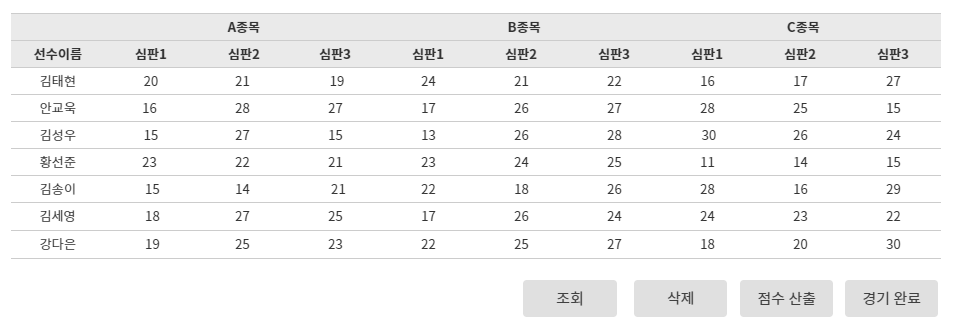 A종목 B종목 C종목
선수이름 심판1 심판2 심판3 심판1 심판2 심판3 심판1 심판2 심판3
김태현 20 21 19 24 21 22 16 17 27
안교욱 16 28 27 17 26 27 28 25 15
김성우 15 27 15 13 26 28 30 26 24
황선준 23 22 21 23 24 25 11 14 15
김송이 15 14 21 22 18 26 28 16 29
김세영 18 27 25 17 26 24 24 23 22
강다은 19 25 23 22 25 27 18 20 30
조회 삭제 점수 산출 경기 완료